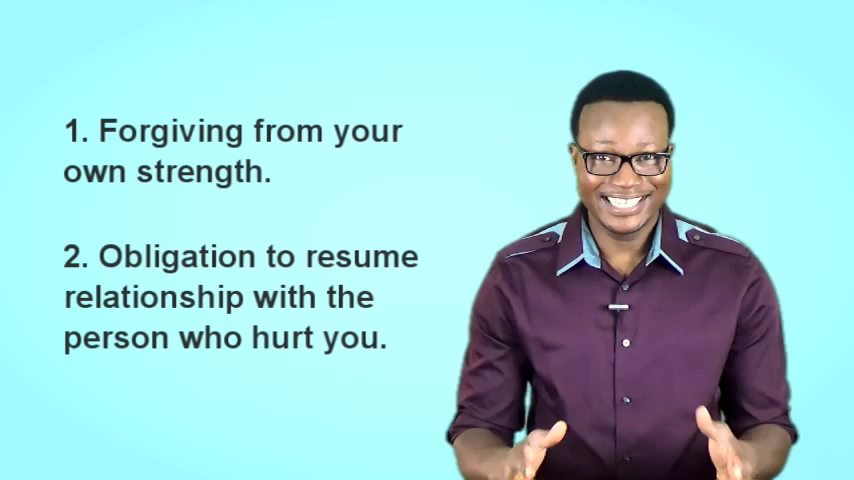 1. Forgiving from your
own strength.
2. Obligation to resume
relationship with the
person who hurt you.